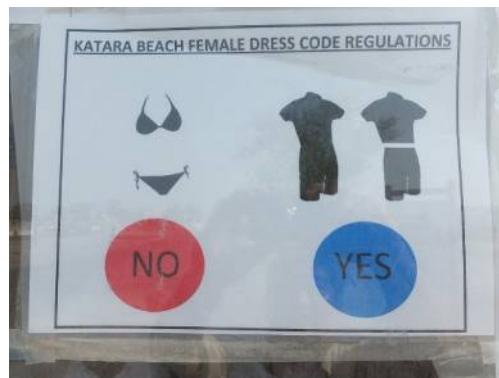 KATARA BEACH FEMALE DRESS CODE REGULATIONS
NO
YES